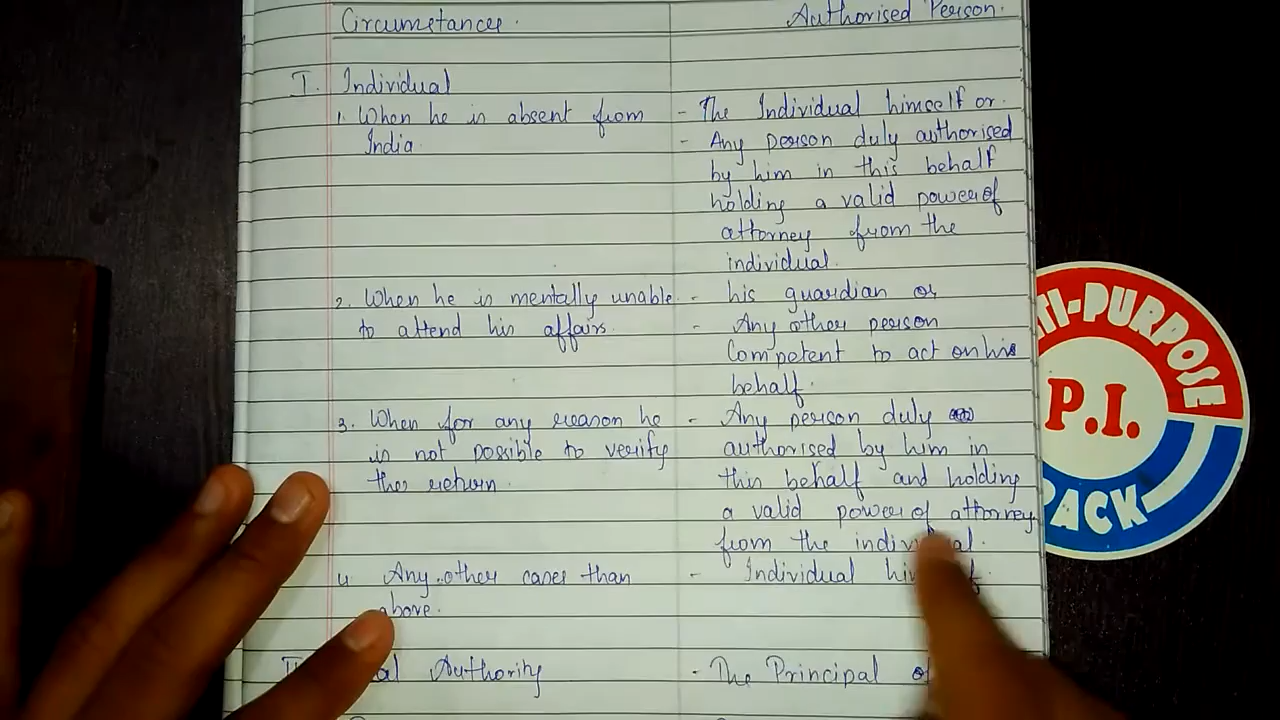 Circumstances. Authorised Person.
I. Individual
1. When he is absent from - The Individual himself or.
India. - Any person duly authorised
by him in this behalf
holding a valid power of
attorney from the
individual.
2. When he is mentally unable - his guardian or
to attend his affairs. - Any other person
Competent to act on his
behalf.
3. When for any reason he - Any person duly
is not possible to verify authorised by him in
the return. this behalf and holding
a valid power of attorney
from the individual.
4. Any other cases than - Individual
above.
Authority - The Principal
TI-PURPOSE
P.I.
PACK